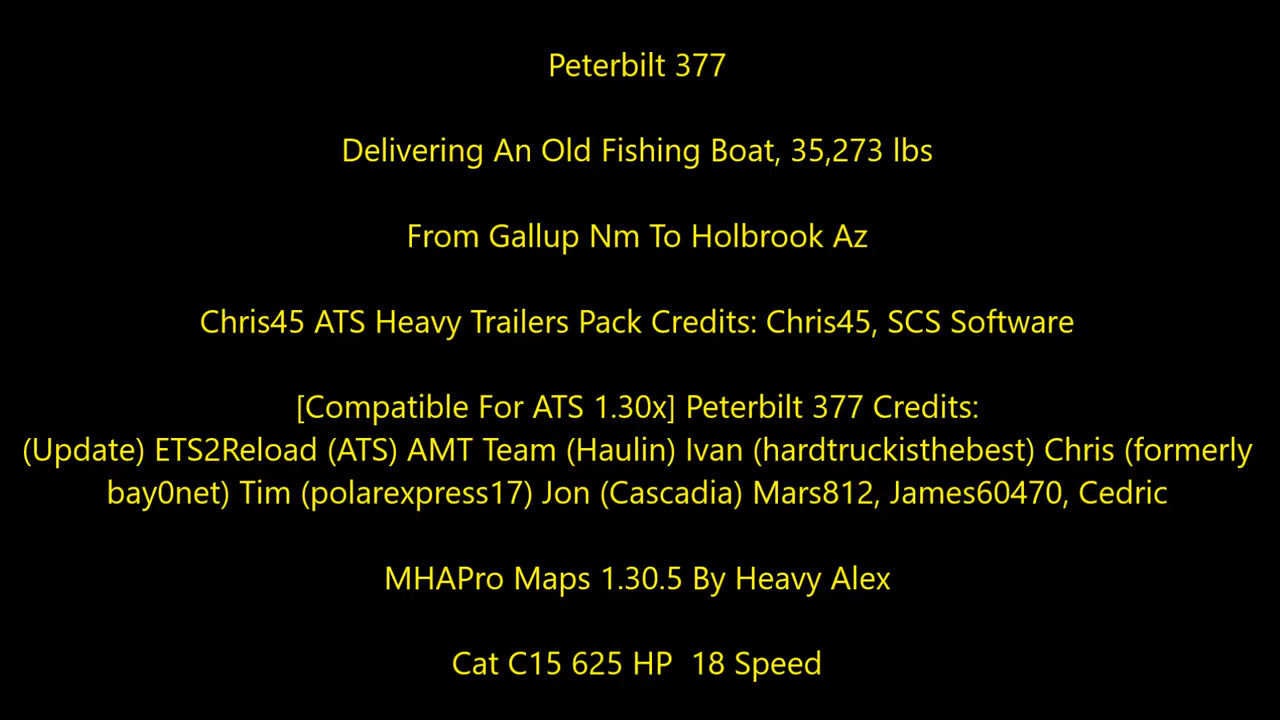 Peterbilt 377
Delivering An Old Fishing Boat, 35,273 lbs
From Gallup Nm To Holbrook Az
Chris45 ATS Heavy Trailers Pack Credits: Chris45, SCS Software
[Compatible For ATS 1.30x] Peterbilt 377 Credits:
(Update) ETS2Reload (ATS) AMT Team (Haulin) Ivan (hardtruckisthebest) Chris (formerly
bay0net) Tim (polarexpress17) Jon (Cascadia) Mars812, James60470, Cedric
MHAPro Maps 1.30.5 By Heavy Alex
Cat C15 625 HP  18 Speed